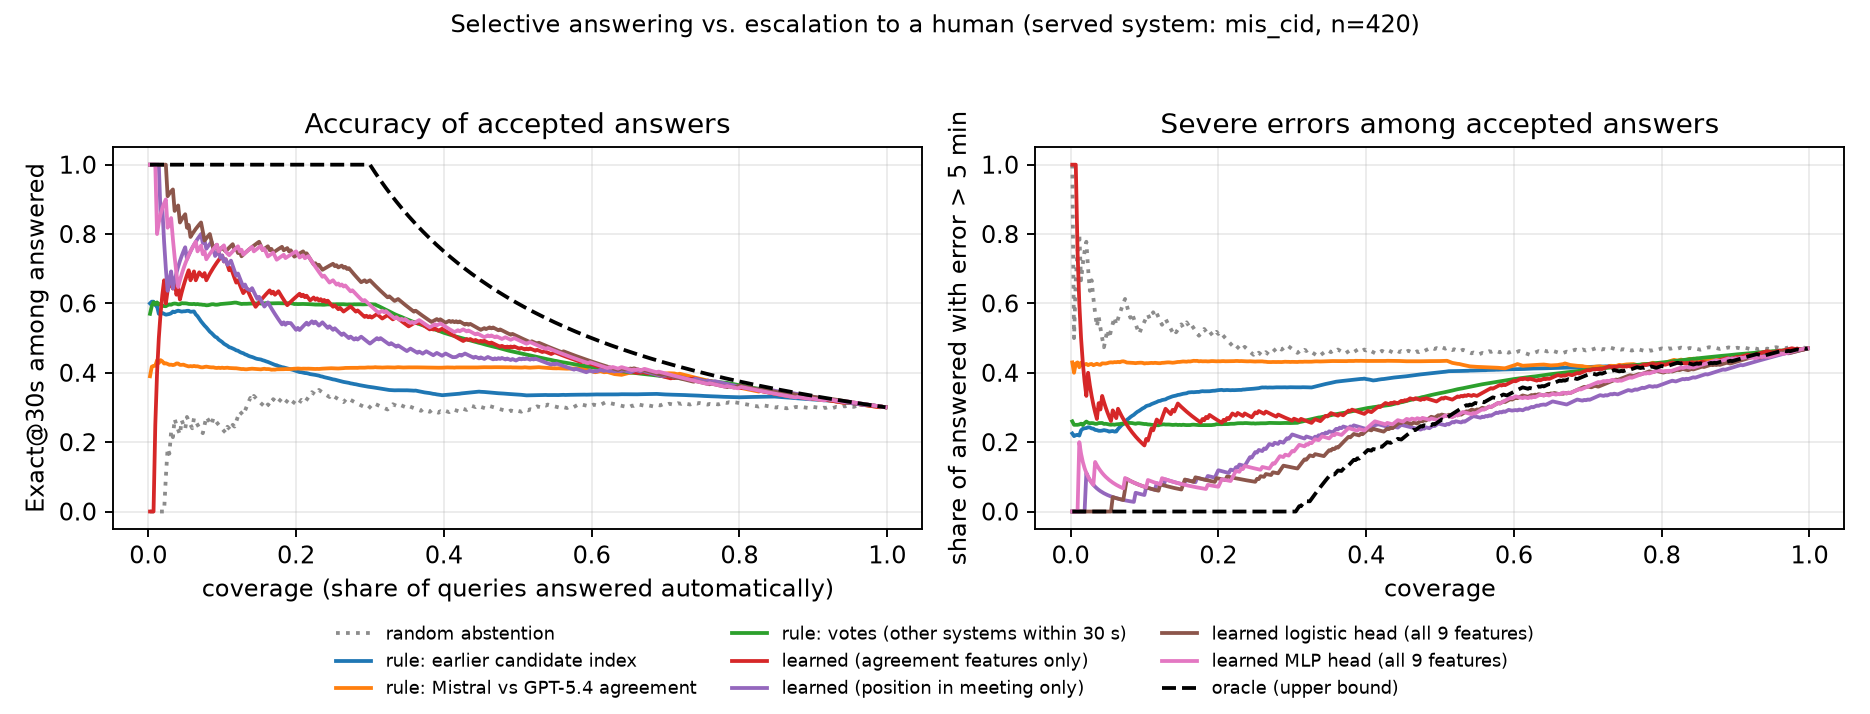 Selective answering vs. escalation to a human (served system: mis_cid, n=420)
Accuracy of accepted answers
Exact@30s among answered
1.0
0.8
0.6
0.4
0.2
0.0
0.0 0.2 0.4 0.6 0.8 1.0
coverage (share of queries answered automatically)
Severe errors among accepted answers
share of answered with error > 5 min
1.0
0.8
0.6
0.4
0.2
0.0
0.0 0.2 0.4 0.6 0.8 1.0
coverage
random abstention
rule: earlier candidate index
rule: Mistral vs GPT-5.4 agreement
rule: votes (other systems within 30 s)
learned (agreement features only)
learned (position in meeting only)
learned logistic head (all 9 features)
learned MLP head (all 9 features)
oracle (upper bound)